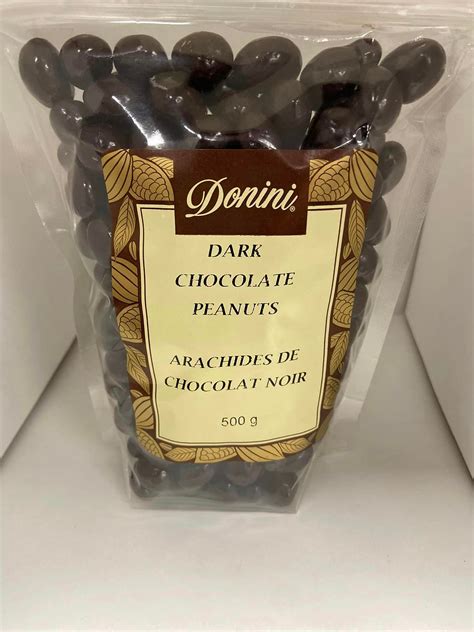 Donini®
DARK
CHOCOLATE
PEANUTS
ARACHIDES DE
CHOCOLAT NOIR
500 g